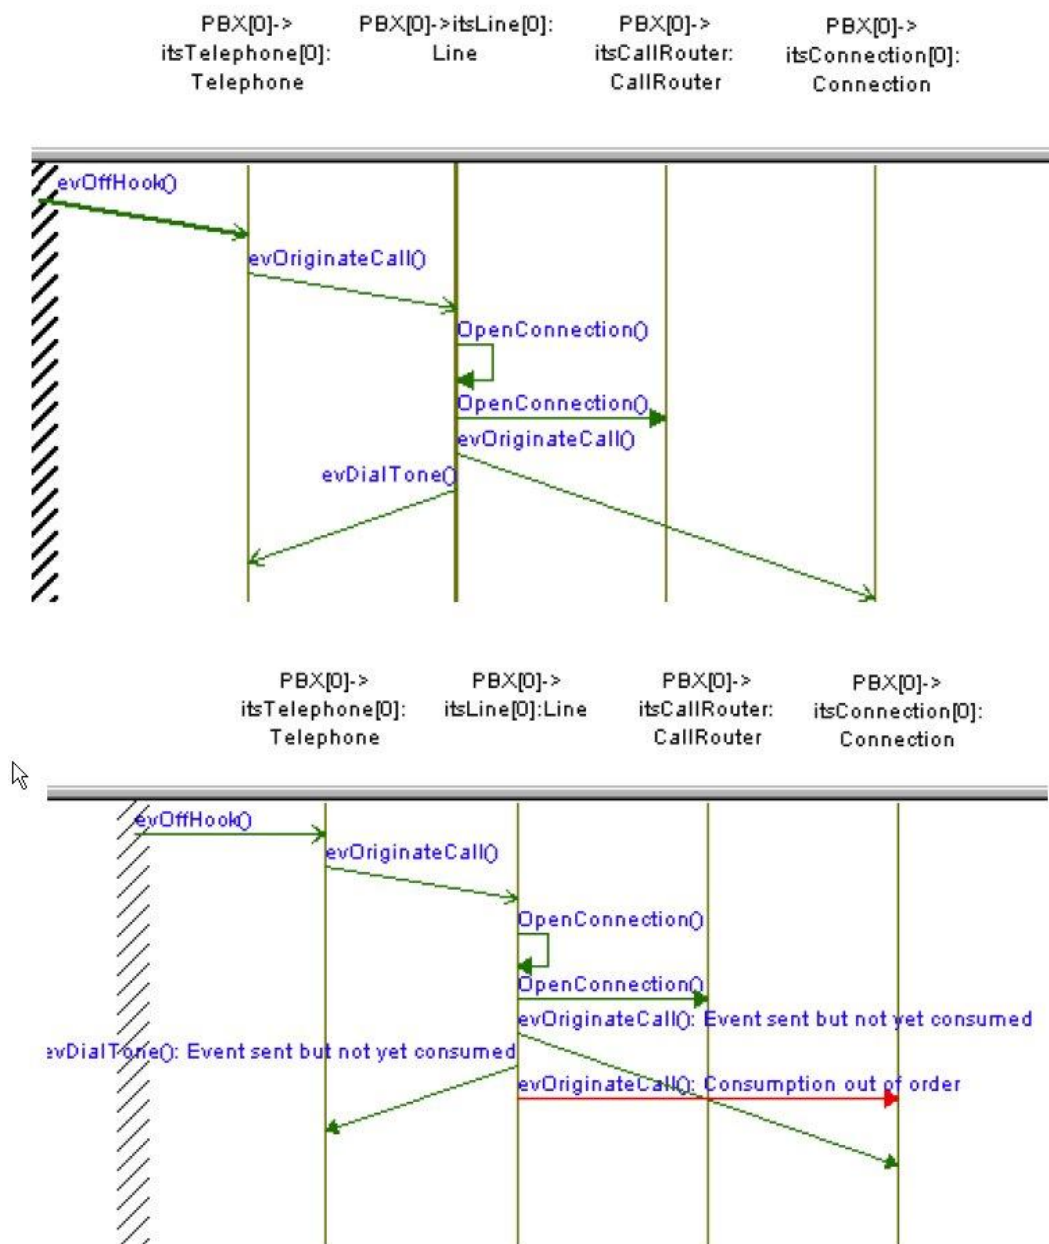 PBX[0]->
itsTelephone[0]:
Telephone
PBX[0]->itsLine[0]:
Line
PBX[0]->
itsCallRouter:
CallRouter
PBX[0]->
itsConnection[0]:
Connection
evOffHook()
evOriginateCall()
OpenConnection()
OpenConnection()
evOriginateCall()
evDialTone()
PBX[0]->
itsTelephone[0]:
Telephone
PBX[0]->
itsLine[0]:Line
PBX[0]->
itsCallRouter:
CallRouter
PBX[0]->
itsConnection[0]:
Connection
evOffHook()
evOriginateCall()
OpenConnection()
OpenConnection()
evOriginateCall(): Event sent but not yet consumed
evDialTone(): Event sent but not yet consumed
evOriginateCall(): Consumption out of order